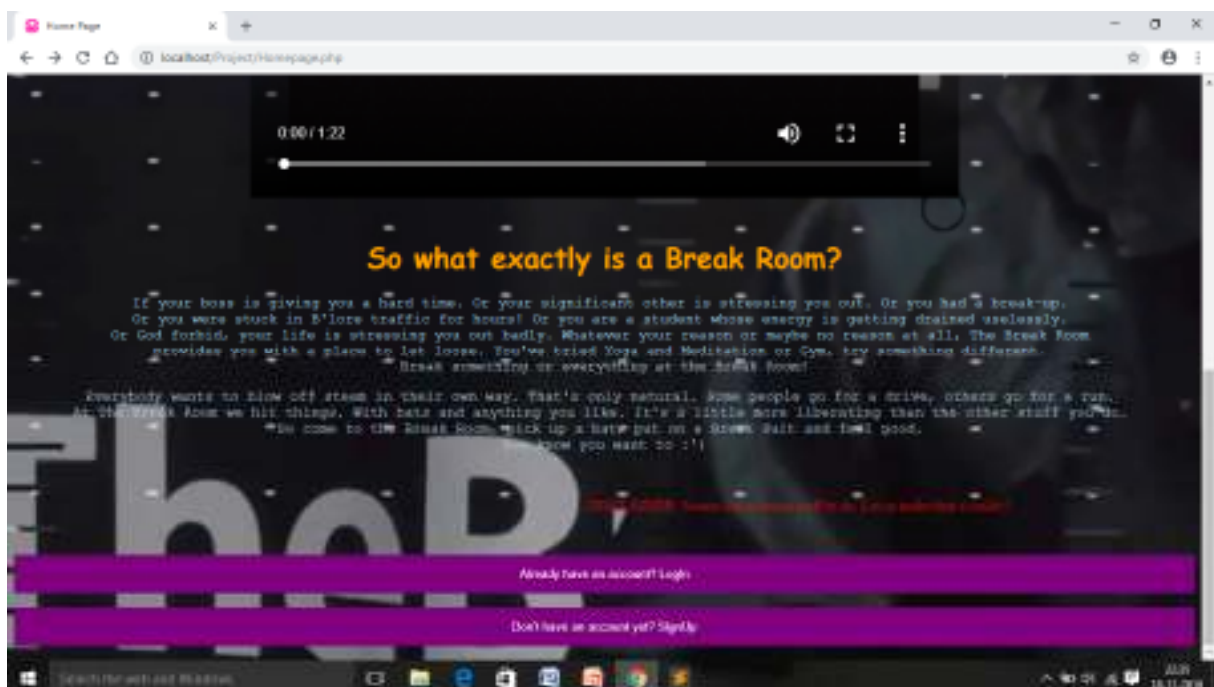 Home Page
localhost/Project/Homepage.php
0:00 / 1:22
So what exactly is a Break Room?
If your boss is giving you a hard time. Or your significant other is stressing you out. Or you had a break-up.
Or you were stuck in B'lore traffic for hours! Or you are a student whose energy is getting drained uselessly.
Or God forbid, your life is stressing you out badly. Whatever your reason or maybe no reason at all, The Break Room
provides you with a place to let loose. You've tried Yoga and Meditation or Gym, try something different.
Break something or everything at the Break Room!
Everybody wants to blow off steam in their own way. That's only natural. Some people go for a drive, others go for a run.
At The Break Room we hit things. With bats and anything you like. It's a little more liberating than the other stuff you do.
So come to the Break Room, pick up a bat, put on a Break Suit and feel good.
You know you want to :')
TheB
Already have an account? LogIn
Don't have an account yet? SignUp
Search the web and Windows